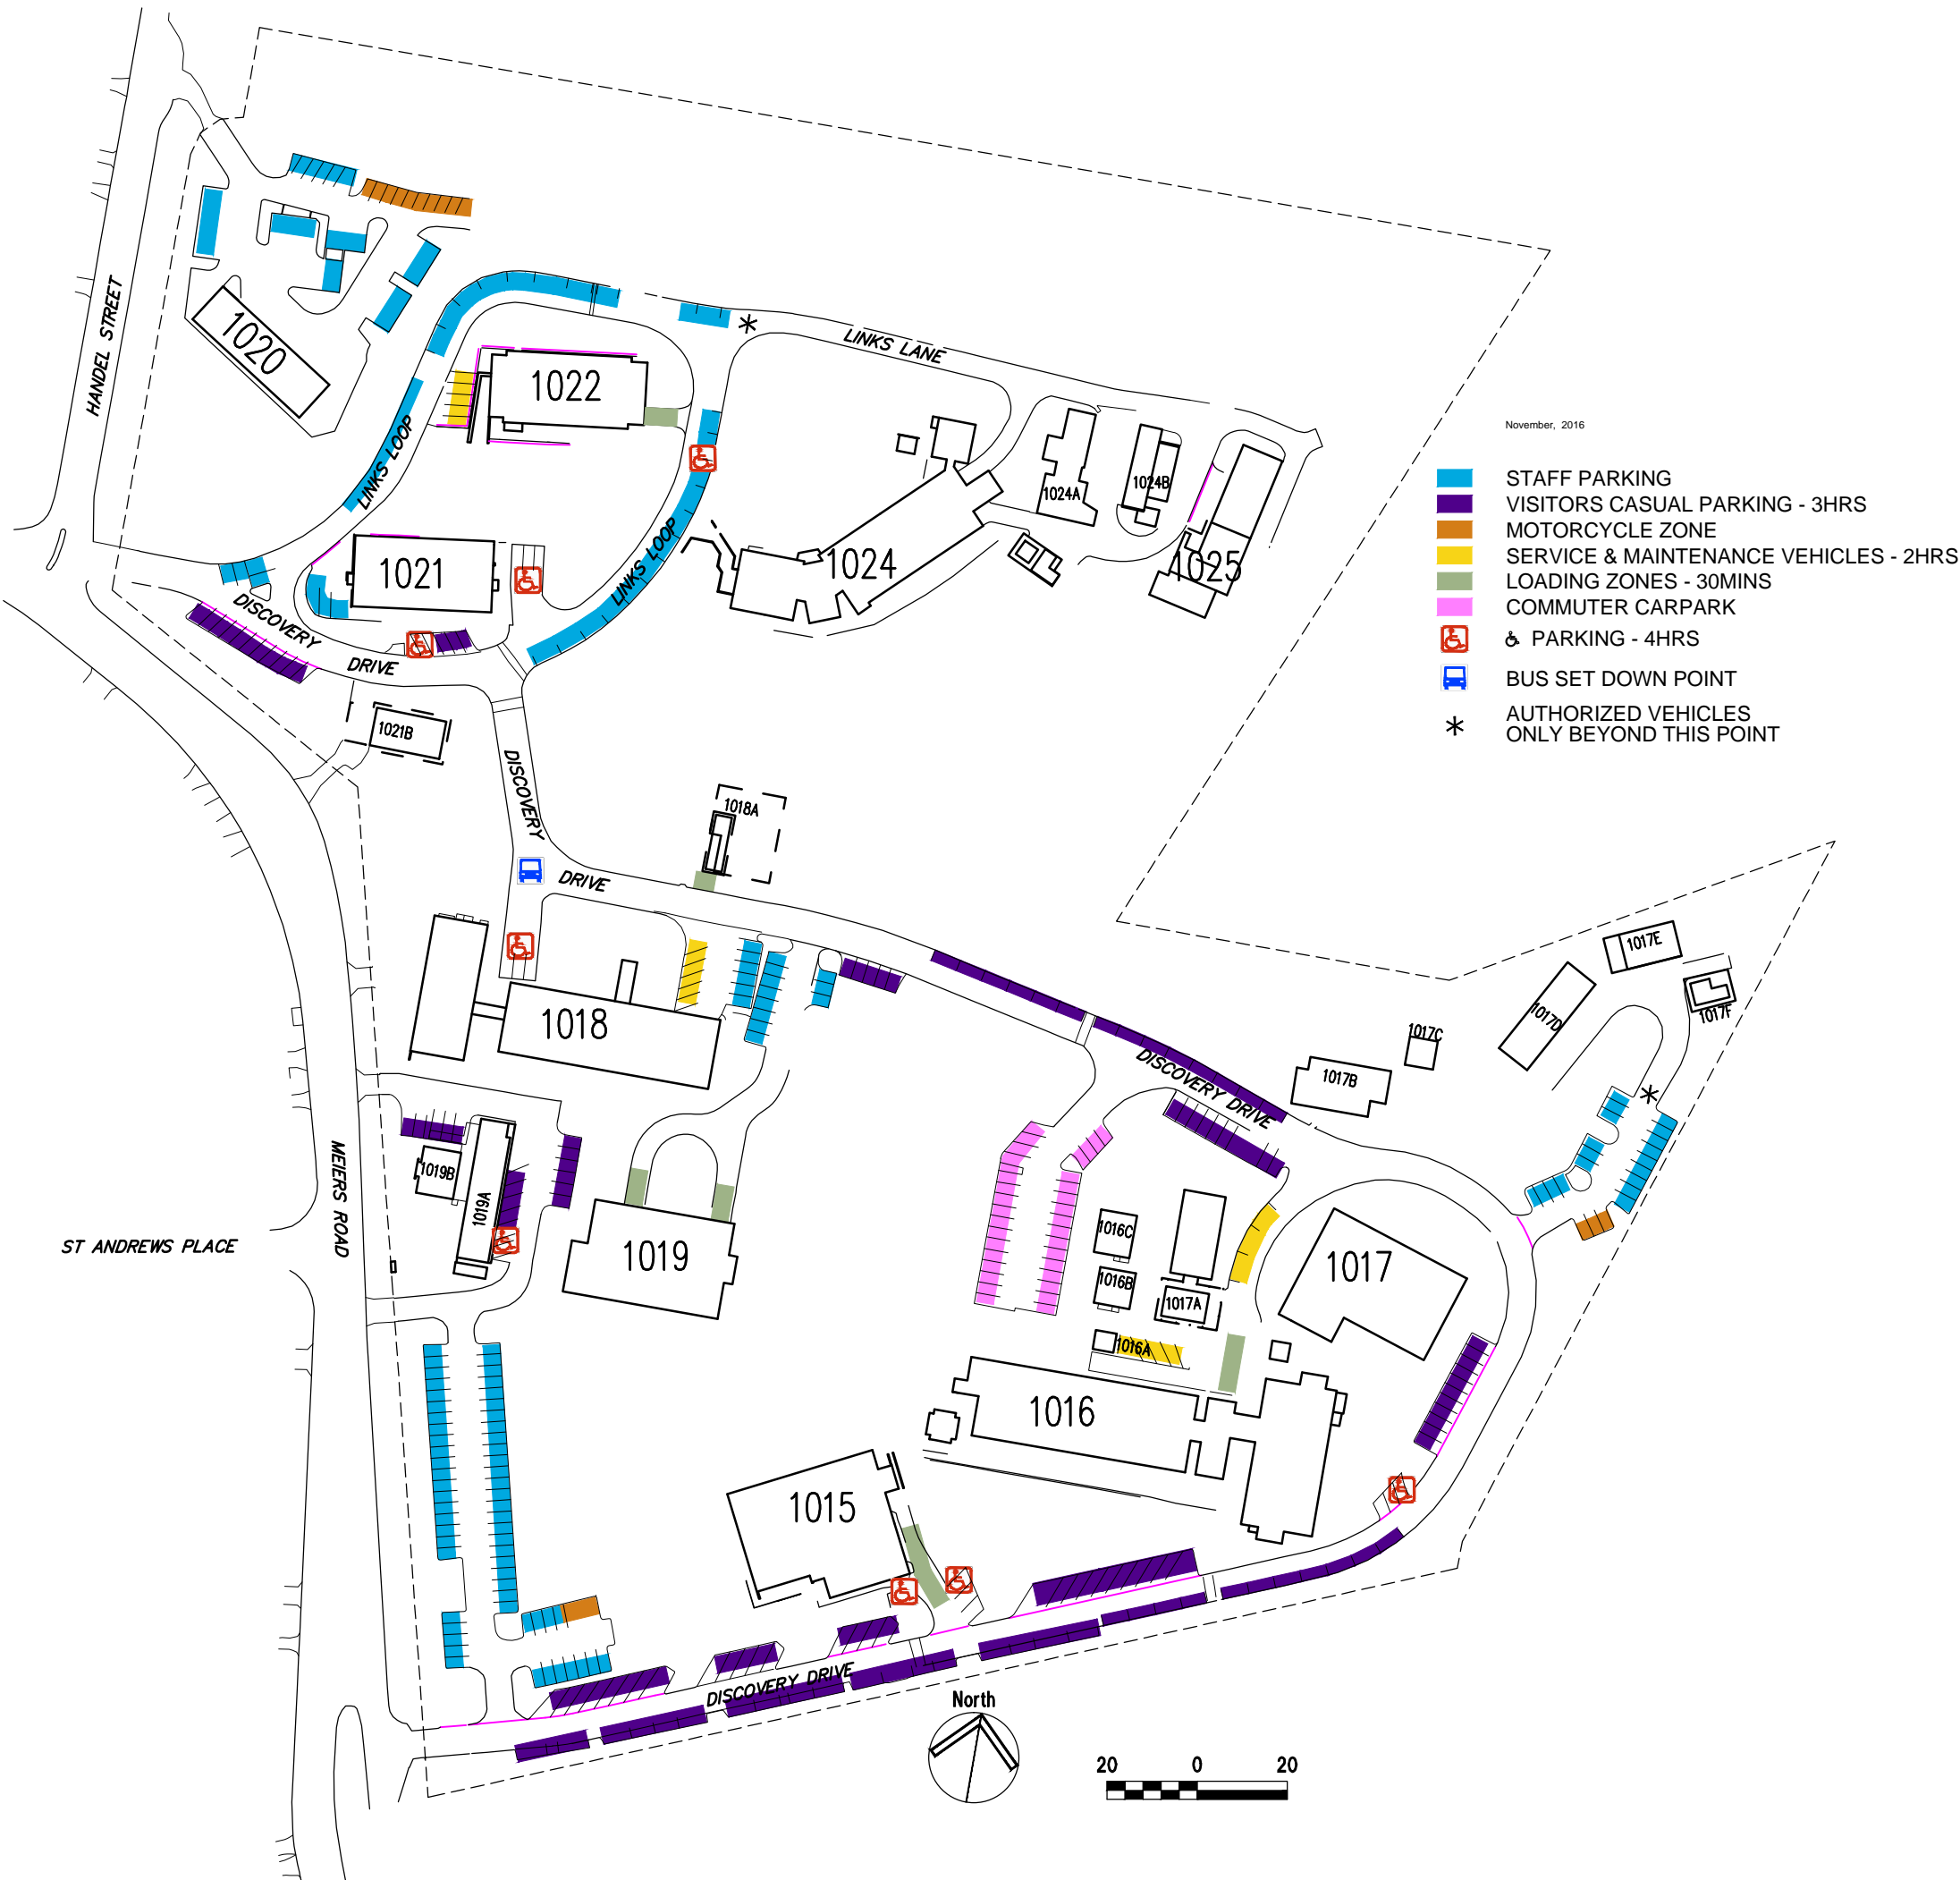 HANDEL STREET
1020
LINKS LOOP
1022
LINKS LANE
1021
LINKS LOOP
1024
1024A
1024B
1025
DISCOVERY
DRIVE
1021B
DISCOVERY
DRIVE
1018A
November, 2016
STAFF PARKING
VISITORS CASUAL PARKING - 3HRS
MOTORCYCLE ZONE
SERVICE & MAINTENANCE VEHICLES - 2HRS
LOADING ZONES - 30MINS
COMMUTER CARPARK
PARKING - 4HRS
BUS SET DOWN POINT
AUTHORIZED VEHICLES
ONLY BEYOND THIS POINT
1017E
1017D
1017F
1017C
1017B
DISCOVERY DRIVE
1018
MEIERS ROAD
1019B
1019A
1019
ST ANDREWS PLACE
1016C
1016B
1017A
1016A
1017
1016
1015
DISCOVERY DRIVE
North
20 0 20